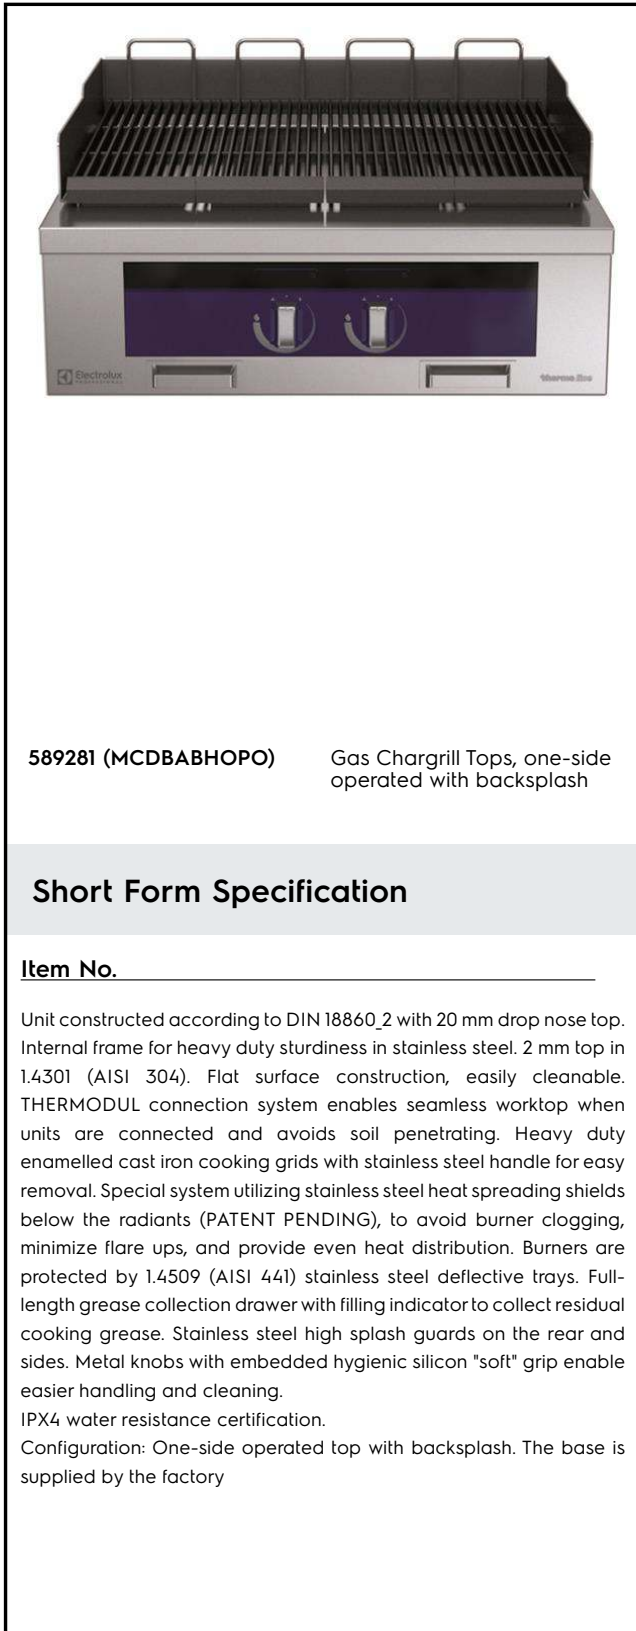 Electrolux
PROFESSIONAL
thermaline
589281 (MCDBABHOPO)
Gas Chargrill Tops, one-side
operated with backsplash
Short Form Specification
Item No.
Unit constructed according to DIN 18860_2 with 20 mm drop nose top.
Internal frame for heavy duty sturdiness in stainless steel. 2 mm top in
1.4301 (AISI 304). Flat surface construction, easily cleanable.
THERMODUL connection system enables seamless worktop when
units are connected and avoids soil penetrating. Heavy duty
enamelled cast iron cooking grids with stainless steel handle for easy
removal. Special system utilizing stainless steel heat spreading shields
below the radiants (PATENT PENDING), to avoid burner clogging,
minimize flare ups, and provide even heat distribution. Burners are
protected by 1.4509 (AISI 441) stainless steel deflective trays. Full-
length grease collection drawer with filling indicator to collect residual
cooking grease. Stainless steel high splash guards on the rear and
sides. Metal knobs with embedded hygienic silicon "soft" grip enable
easier handling and cleaning.
IPX4 water resistance certification.
Configuration: One-side operated top with backsplash. The base is
supplied by the factory